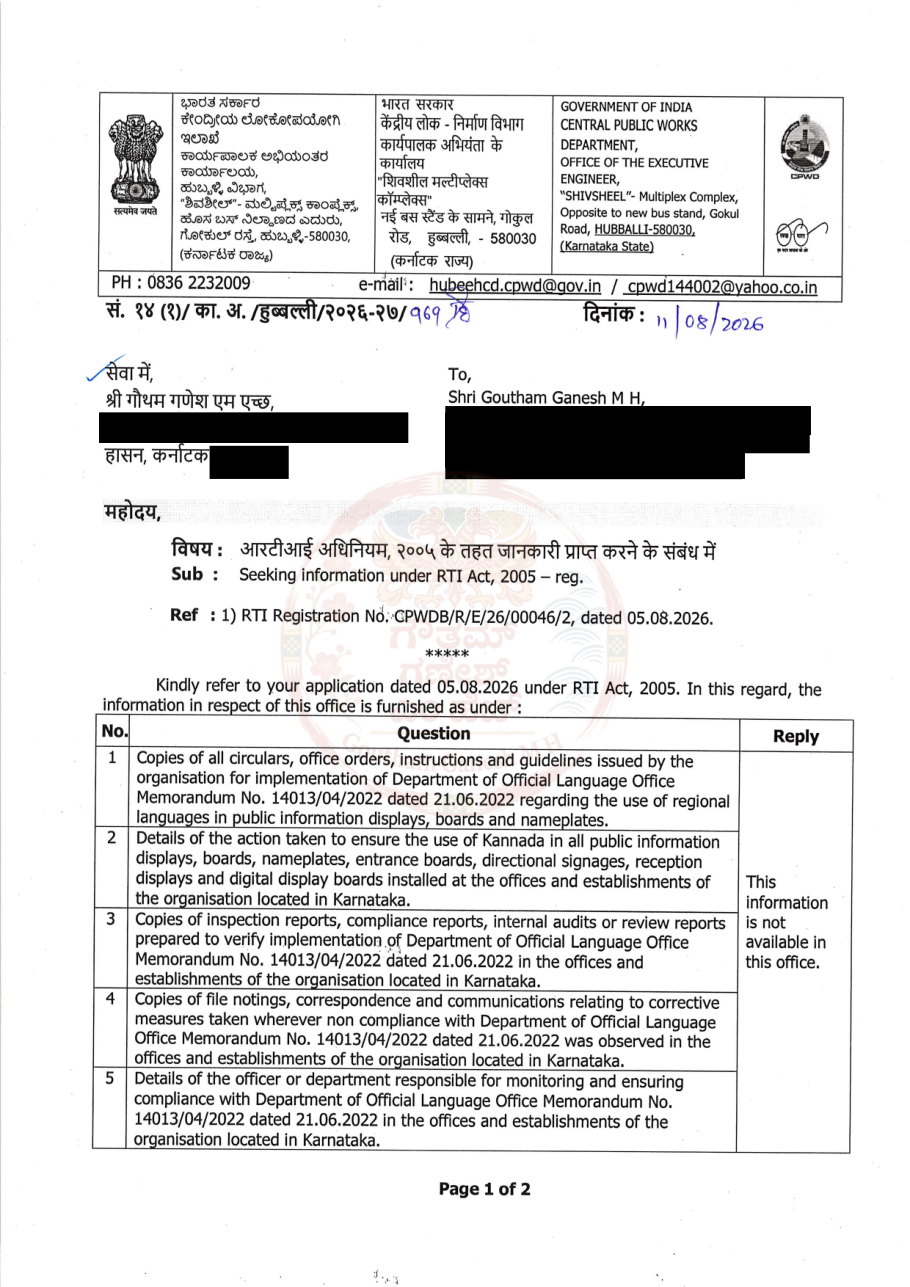 ಭಾರತ ಸರ್ಕಾರ
ಕೇಂದ್ರೀಯ ಲೋಕೋಪಯೋಗಿ
ಇಲಾಖೆ
ಕಾರ್ಯಪಾಲಕ ಅಭಿಯಂತರ
ಕಾರ್ಯಾಲಯ,
ಹುಬ್ಬಳ್ಳಿ ವಿಭಾಗ,
"ಶಿವಶೀಲ್"- ಮಲ್ಟಿಪ್ಲೆಕ್ಸ್ ಕಾಂಪ್ಲೆಕ್ಸ್,
ಹೊಸ ಬಸ್ ನಿಲ್ದಾಣದ ಎದುರು,
ಗೋಕುಲ್ ರಸ್ತೆ, ಹುಬ್ಬಳ್ಳಿ-580030,
(ಕರ್ನಾಟಕ ರಾಜ್ಯ)
सत्यमेव जयते
भारत सरकार
केंद्रीय लोक - निर्माण विभाग
कार्यपालक अभियंता के
कार्यालय
"शिवशील मल्टीप्लेक्स
कॉम्प्लेक्स"
नई बस स्टैंड के सामने, गोकुल
रोड, हुब्बल्ली, - 580030
(कर्नाटक राज्य)
GOVERNMENT OF INDIA
CENTRAL PUBLIC WORKS
DEPARTMENT,
OFFICE OF THE EXECUTIVE
ENGINEER,
"SHIVSHEEL"- Multiplex Complex,
Opposite to new bus stand, Gokul
Road, HUBBALLI-580030,
(Karnataka State)
CPWD
PH : 0836 2232009 e-mail : hubeehcd.cpwd@gov.in / cpwd144002@yahoo.co.in
सं. १४ (१)/ का. अ. /हुब्बल्ली/२०२६-२७/ 969 दिनांक : 11/08/2026
सेवा में,
श्री गौथम गणेश एम एच्छ,
हासन, कर्नाटक
To,
Shri Goutham Ganesh M H,
महोदय,
विषय : आरटीआई अधिनियम, २००५ के तहत जानकारी प्राप्त करने के संबंध में
Sub : Seeking information under RTI Act, 2005 – reg.
Ref : 1) RTI Registration No. CPWDB/R/E/26/00046/2, dated 05.08.2026.
*****
ಗೌತಮ್
ಗಣೇಶ್
Goutham Ganesh M H
Kindly refer to your application dated 05.08.2026 under RTI Act, 2005. In this regard, the
information in respect of this office is furnished as under :
No. Question Reply
1 Copies of all circulars, office orders, instructions and guidelines issued by the
organisation for implementation of Department of Official Language Office
Memorandum No. 14013/04/2022 dated 21.06.2022 regarding the use of regional
languages in public information displays, boards and nameplates.
2 Details of the action taken to ensure the use of Kannada in all public information
displays, boards, nameplates, entrance boards, directional signages, reception
displays and digital display boards installed at the offices and establishments of
the organisation located in Karnataka.
3 Copies of inspection reports, compliance reports, internal audits or review reports
prepared to verify implementation of Department of Official Language Office
Memorandum No. 14013/04/2022 dated 21.06.2022 in the offices and
establishments of the organisation located in Karnataka.
4 Copies of file notings, correspondence and communications relating to corrective
measures taken wherever non compliance with Department of Official Language
Office Memorandum No. 14013/04/2022 dated 21.06.2022 was observed in the
offices and establishments of the organisation located in Karnataka.
5 Details of the officer or department responsible for monitoring and ensuring
compliance with Department of Official Language Office Memorandum No.
14013/04/2022 dated 21.06.2022 in the offices and establishments of the
organisation located in Karnataka.
This
information
is not
available in
this office.
Page 1 of 2